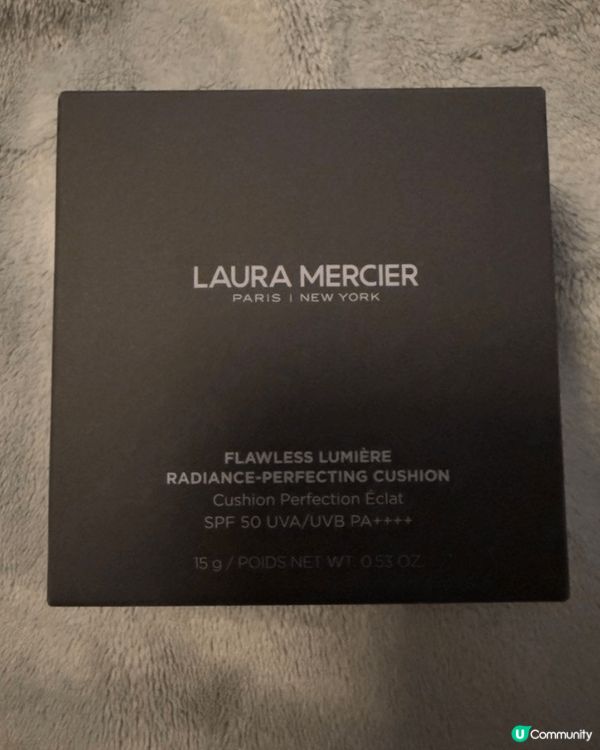 LAURA MERCIER
PARIS | NEW YORK
FLAWLESS LUMIÈRE
RADIANCE-PERFECTING CUSHION
Cushion Perfection Éclat
SPF 50 UVA/UVB PA++++
15 g / POIDS NET WT. 0.53 OZ.
U Community